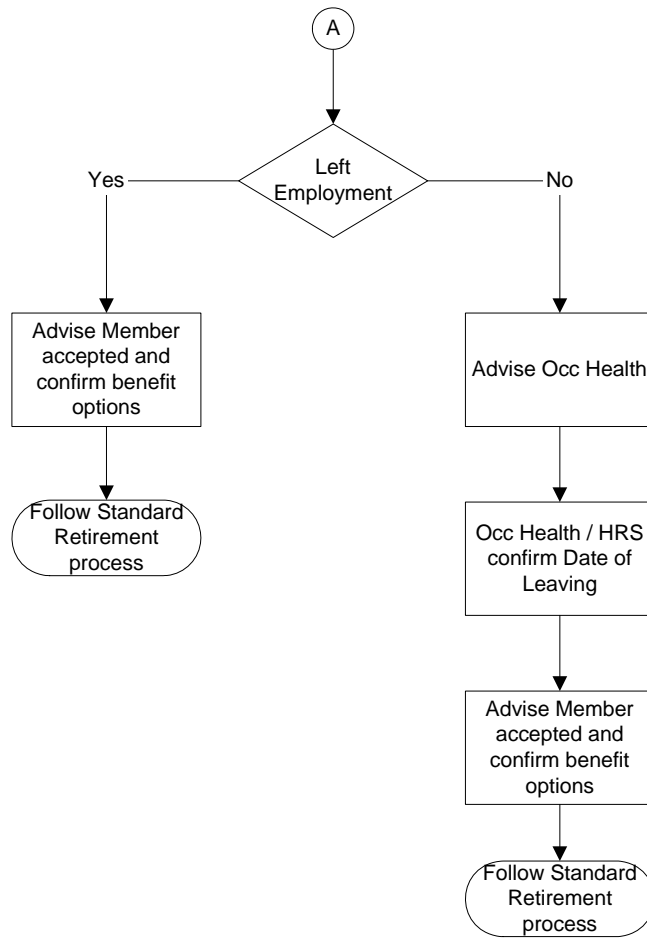 A
Left
Employment
Yes
No
Advise Member
accepted and
confirm benefit
options
Advise Occ Health
Follow Standard
Retirement
process
Occ Health / HRS
confirm Date of
Leaving
Advise Member
accepted and
confirm benefit
options
Follow Standard
Retirement
process